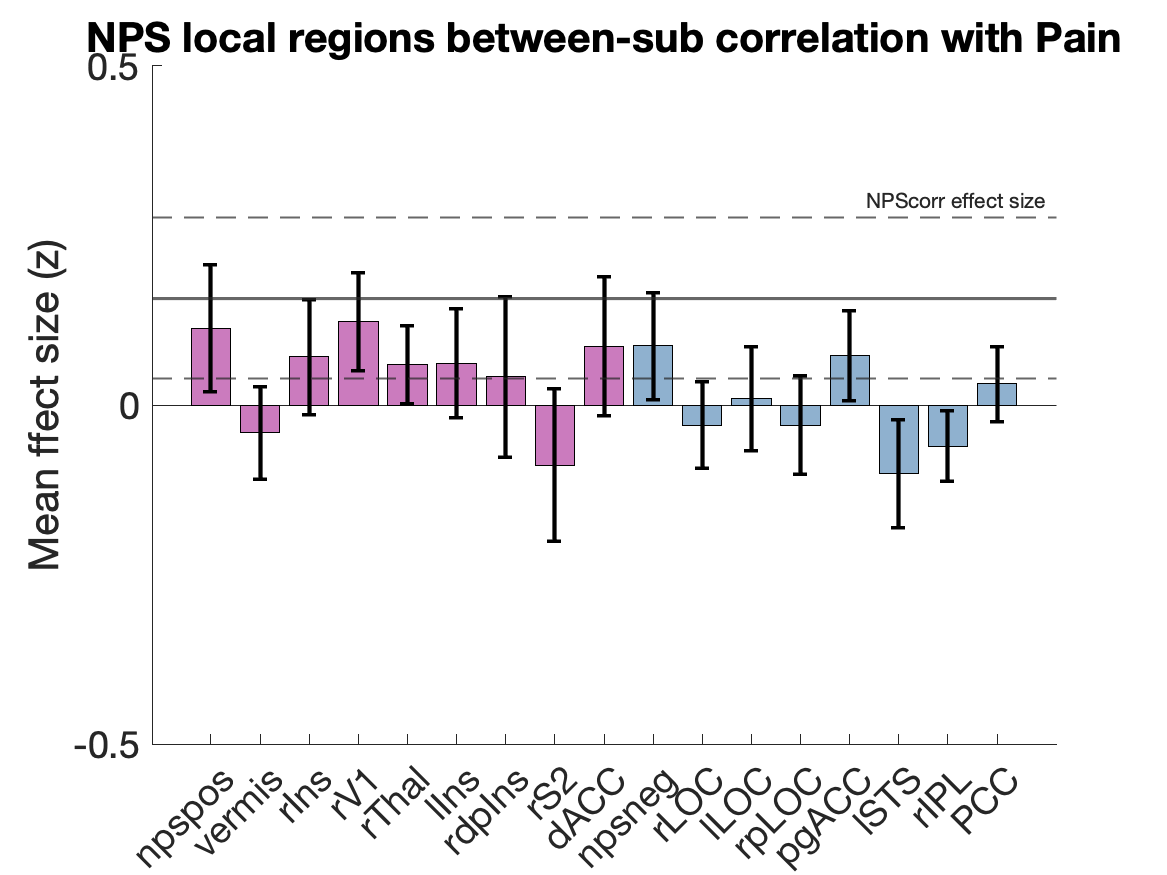 NPS local regions between-sub correlation with Pain
0.5
NPScorr effect size
Mean ffect size (z)
0
-0.5
npspos
vermis
rIns
rV1
rThal
lIns
rdpIns
rS2
dACC
npsneg
rLOC
lLOC
rpLOC
pgACC
lSTS
rIPL
PCC